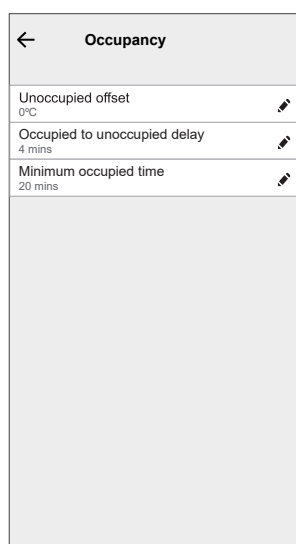 Occupancy
Unoccupied offset
0ºC
Occupied to unoccupied delay
4 mins
Minimum occupied time
20 mins